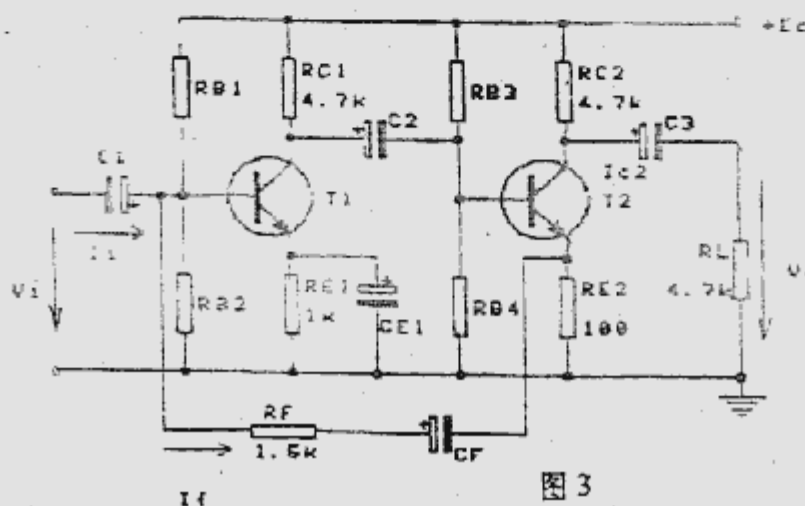 +Ec
RC1
RC2
RB1
4.7k
RB3
4.7k
C2
C3
C1
Ic2
T1
T2
Ii
RL
Vi
RE1
RE2
V
RB2
1k
RB4
4.7k
CE1
100
RF
1.5k
CF
图3
If